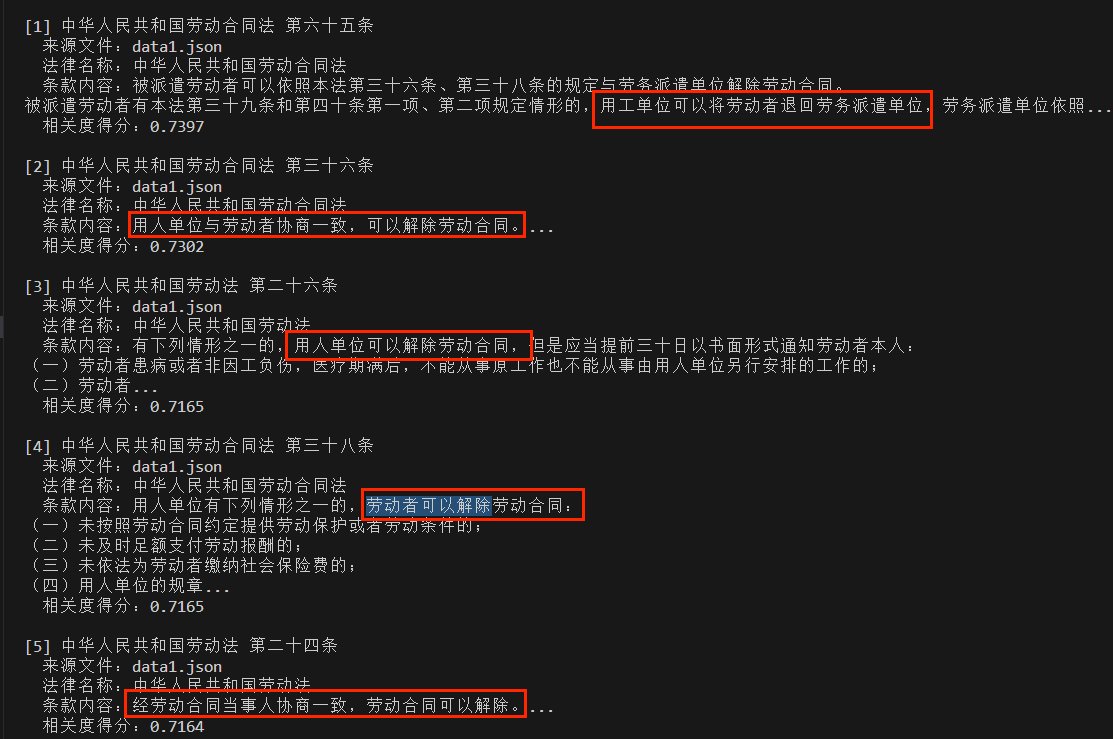 [1] 中华人民共和国劳动合同法 第六十五条
来源文件：data1.json
法律名称：中华人民共和国劳动合同法
条款内容：被派遣劳动者可以依照本法第三十六条、第三十八条的规定与劳务派遣单位解除劳动合同。
被派遣劳动者有本法第三十九条和第四十条第一项、第二项规定情形的，用工单位可以将劳动者退回劳务派遣单位，劳务派遣单位依照...
相关度得分：0.7397
[2] 中华人民共和国劳动合同法 第三十六条
来源文件：data1.json
法律名称：中华人民共和国劳动合同法
条款内容：用人单位与劳动者协商一致，可以解除劳动合同。...
相关度得分：0.7302
[3] 中华人民共和国劳动法 第二十六条
来源文件：data1.json
法律名称：中华人民共和国劳动法
条款内容：有下列情形之一的，用人单位可以解除劳动合同，但是应当提前三十日以书面形式通知劳动者本人：
（一）劳动者患病或者非因工负伤，医疗期满后，不能从事原工作也不能从事由用人单位另行安排的工作的；
（二）劳动者...
相关度得分：0.7165
[4] 中华人民共和国劳动合同法 第三十八条
来源文件：data1.json
法律名称：中华人民共和国劳动合同法
条款内容：用人单位有下列情形之一的，劳动者可以解除劳动合同：
（一）未按照劳动合同约定提供劳动保护或者劳动条件的；
（二）未及时足额支付劳动报酬的；
（三）未依法为劳动者缴纳社会保险费的；
（四）用人单位的规章...
相关度得分：0.7165
[5] 中华人民共和国劳动法 第二十四条
来源文件：data1.json
法律名称：中华人民共和国劳动法
条款内容：经劳动合同当事人协商一致，劳动合同可以解除。...
相关度得分：0.7164